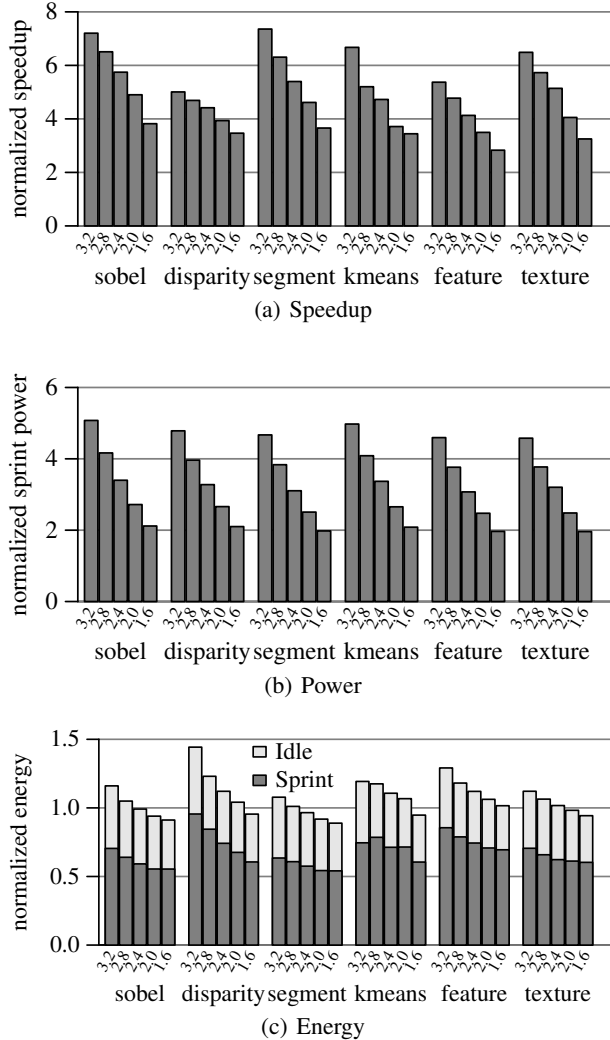 normalized speedup
8
6
4
2
0
3.2 2.8 2.4 2.0 1.6 3.2 2.8 2.4 2.0 1.6 3.2 2.8 2.4 2.0 1.6 3.2 2.8 2.4 2.0 1.6 3.2 2.8 2.4 2.0 1.6 3.2 2.8 2.4 2.0 1.6
sobel disparity segment kmeans feature texture
(a) Speedup
normalized sprint power
6
4
2
0
3.2 2.8 2.4 2.0 1.6 3.2 2.8 2.4 2.0 1.6 3.2 2.8 2.4 2.0 1.6 3.2 2.8 2.4 2.0 1.6 3.2 2.8 2.4 2.0 1.6 3.2 2.8 2.4 2.0 1.6
sobel disparity segment kmeans feature texture
(b) Power
normalized energy
1.5
Idle
Sprint
1.0
0.5
0.0
3.2 2.8 2.4 2.0 1.6 3.2 2.8 2.4 2.0 1.6 3.2 2.8 2.4 2.0 1.6 3.2 2.8 2.4 2.0 1.6 3.2 2.8 2.4 2.0 1.6 3.2 2.8 2.4 2.0 1.6
sobel disparity segment kmeans feature texture
(c) Energy